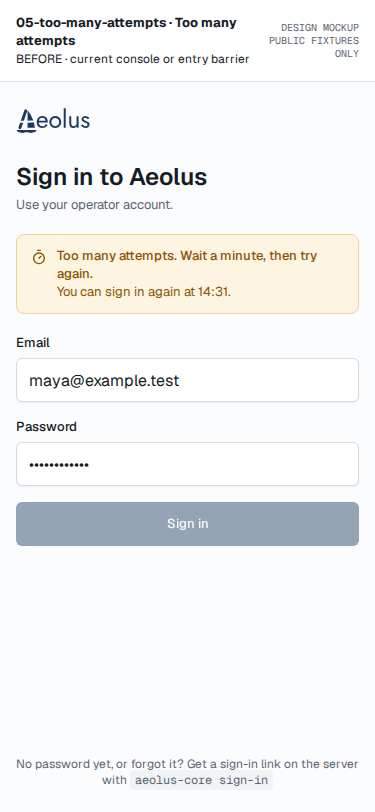 05-too-many-attempts · Too many
attempts
BEFORE · current console or entry barrier
DESIGN MOCKUP
PUBLIC FIXTURES
ONLY
Aeolus
Sign in to Aeolus
Use your operator account.
Too many attempts. Wait a minute, then try
again.
You can sign in again at 14:31.
Email
maya@example.test
Password
••••••••••••
Sign in
No password yet, or forgot it? Get a sign-in link on the server
with aeolus-core sign-in